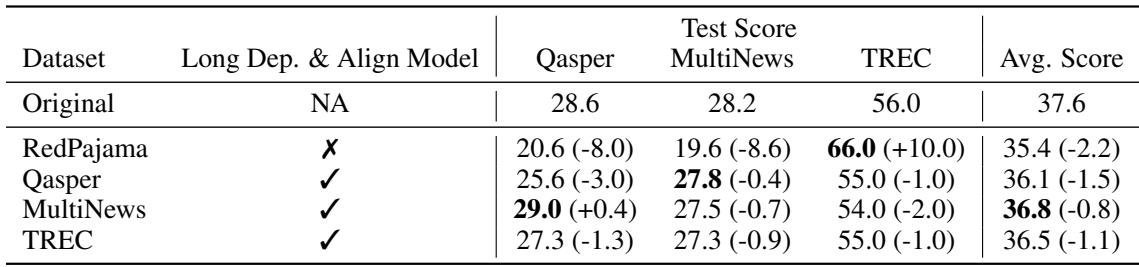 Test Score
Dataset Long Dep. & Align Model Qasper MultiNews TREC Avg. Score
Original NA 28.6 28.2 56.0 37.6
RedPajama ✗ 20.6 (-8.0) 19.6 (-8.6) 66.0 (+10.0) 35.4 (-2.2)
Qasper ✓ 25.6 (-3.0) 27.8 (-0.4) 55.0 (-1.0) 36.1 (-1.5)
MultiNews ✓ 29.0 (+0.4) 27.5 (-0.7) 54.0 (-2.0) 36.8 (-0.8)
TREC ✓ 27.3 (-1.3) 27.3 (-0.9) 55.0 (-1.0) 36.5 (-1.1)